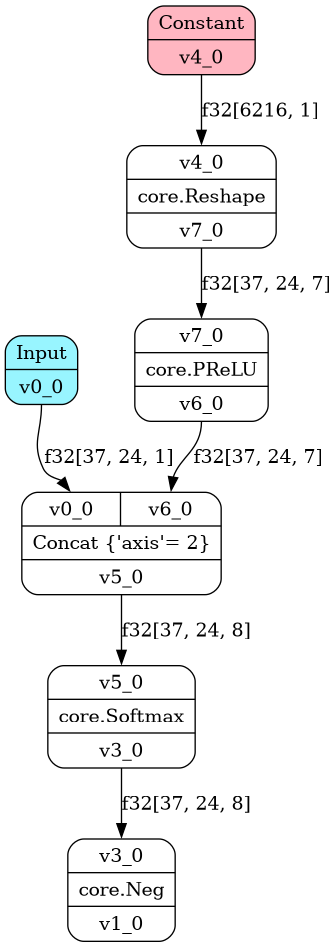 Constant
v4_0
f32[6216, 1]
v4_0
core.Reshape
v7_0
f32[37, 24, 7]
v7_0
core.PReLU
v6_0
Input
v0_0
f32[37, 24, 1]
f32[37, 24, 7]
v0_0 v6_0
Concat {'axis'= 2}
v5_0
f32[37, 24, 8]
v5_0
core.Softmax
v3_0
f32[37, 24, 8]
v3_0
core.Neg
v1_0